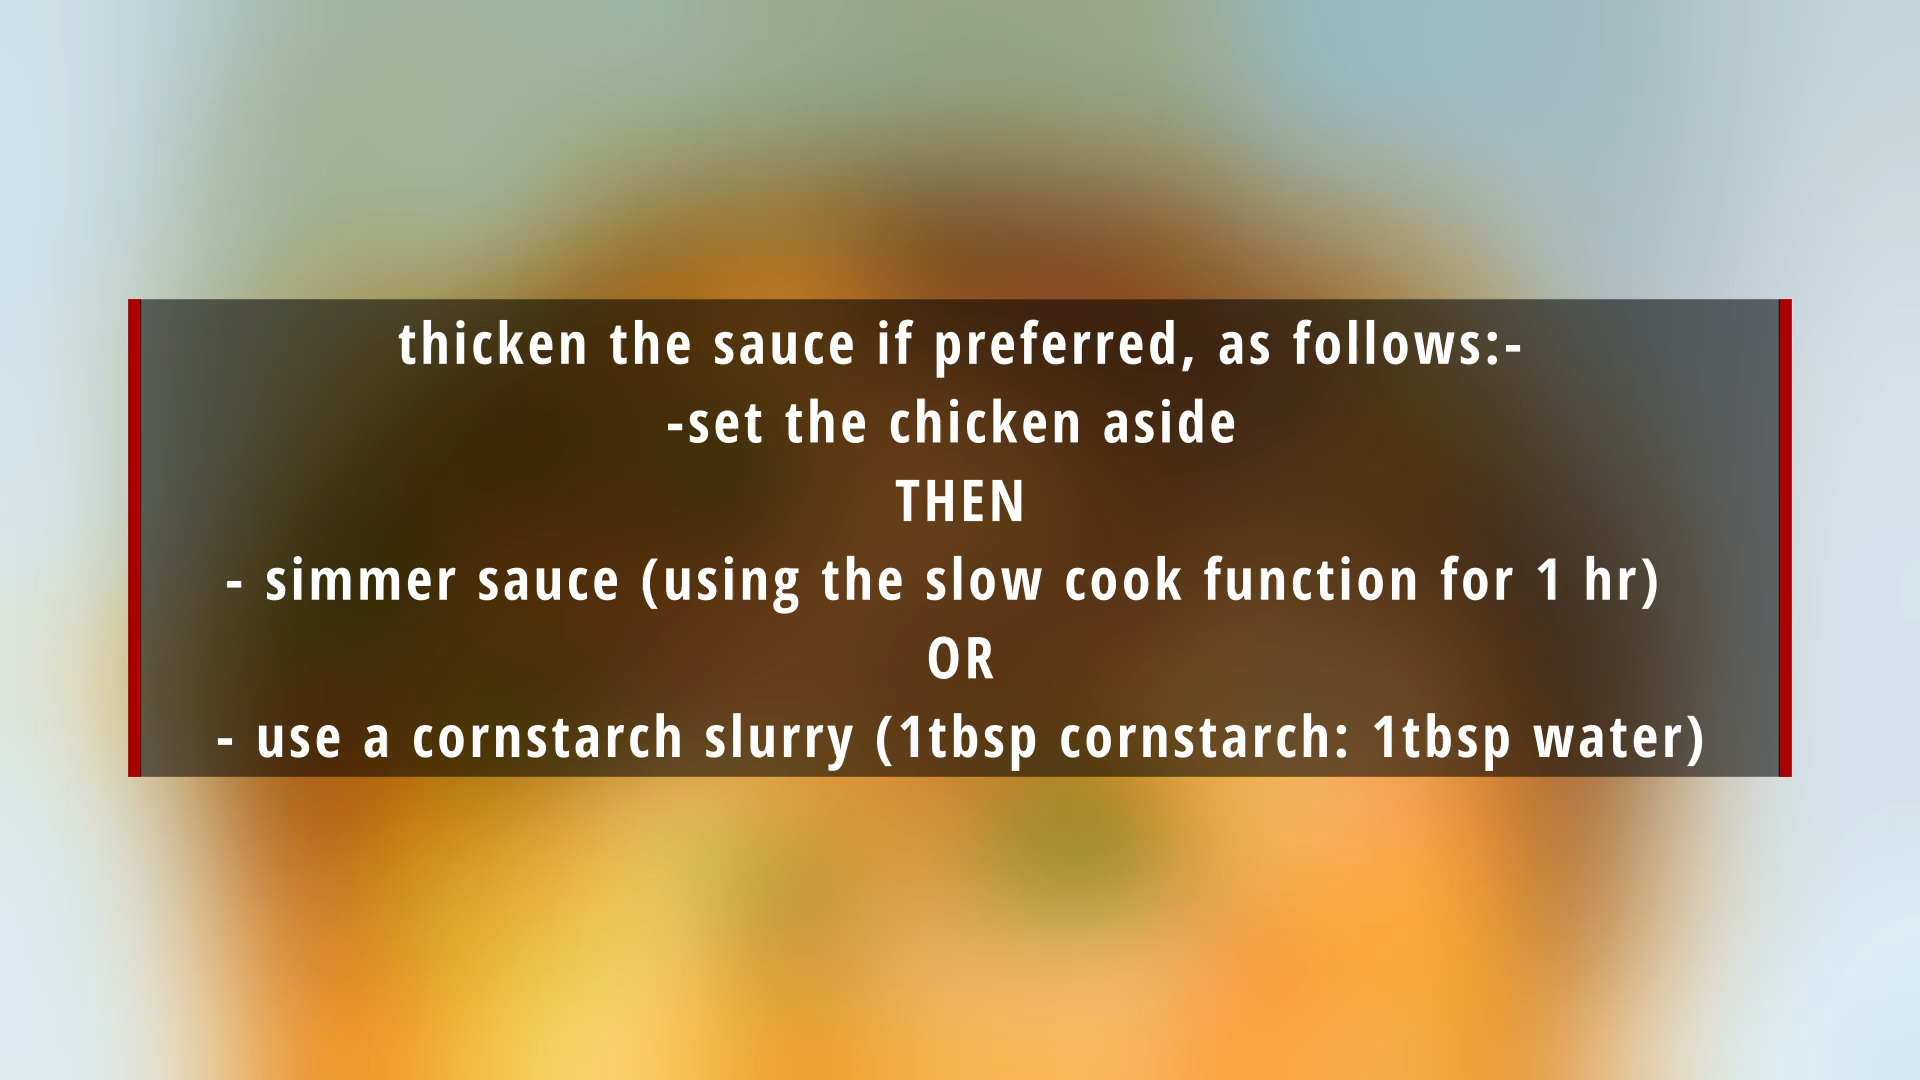 thicken the sauce if preferred, as follows:-
-set the chicken aside
THEN
- simmer sauce (using the slow cook function for 1 hr)
OR
- use a cornstarch slurry (1tbsp cornstarch: 1tbsp water)